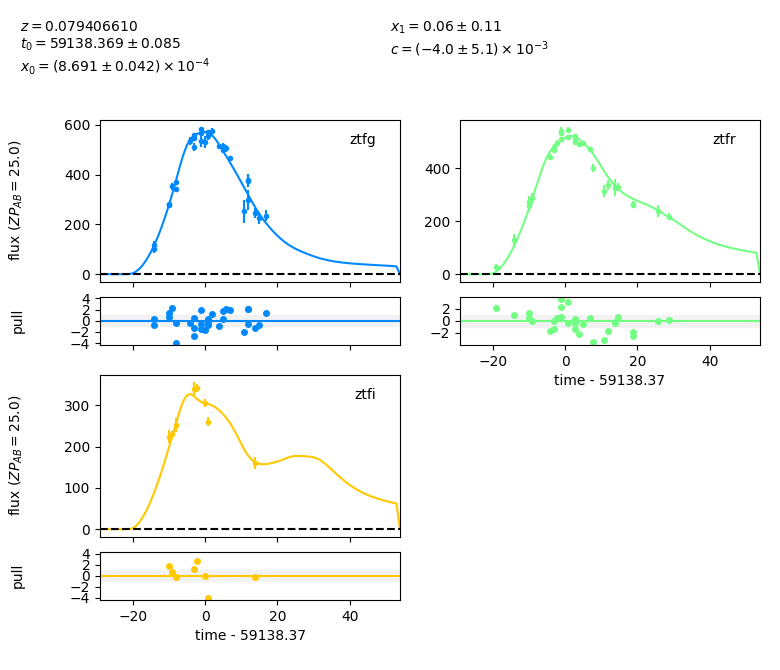 z = 0.079406610
t₀ = 59138.369 ± 0.085
x₀ = (8.691 ± 0.042) × 10⁻⁴
x₁ = 0.06 ± 0.11
c = (−4.0 ± 5.1) × 10⁻³
ztfg
flux (ZP_AB = 25.0)
600
400
200
0
pull
4
2
0
−2
−4
ztfr
400
200
0
2
0
−2
−20 0 20 40
time - 59138.37
ztfi
flux (ZP_AB = 25.0)
300
200
100
0
pull
4
2
0
−2
−4
−20 0 20 40
time - 59138.37